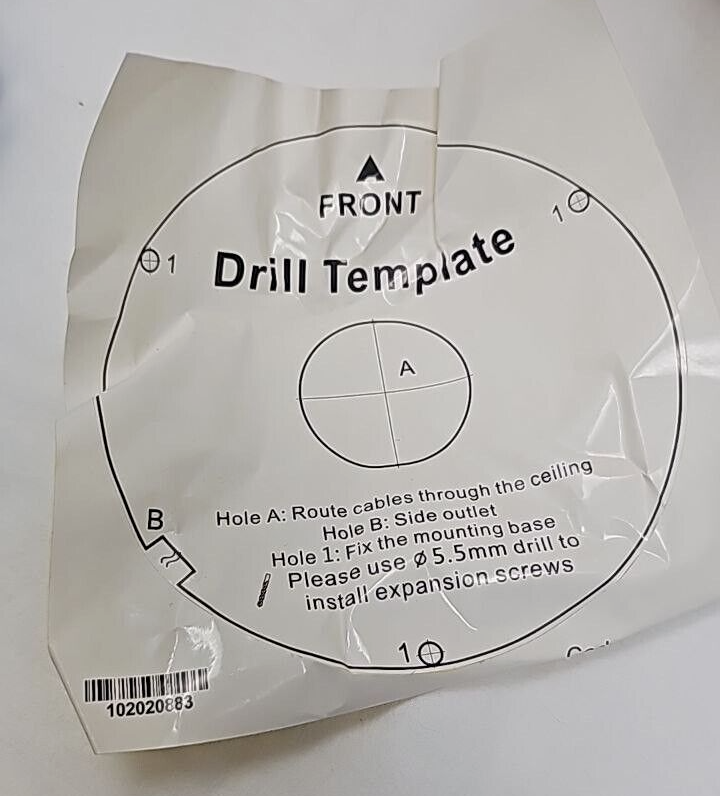 FRONT
1
1
Drill Template
A
Hole A: Route cables through the ceiling
B
Hole B: Side outlet
Hole 1: Fix the mounting base
Please use ⌀5.5mm drill to
install expansion screws
1
102020883